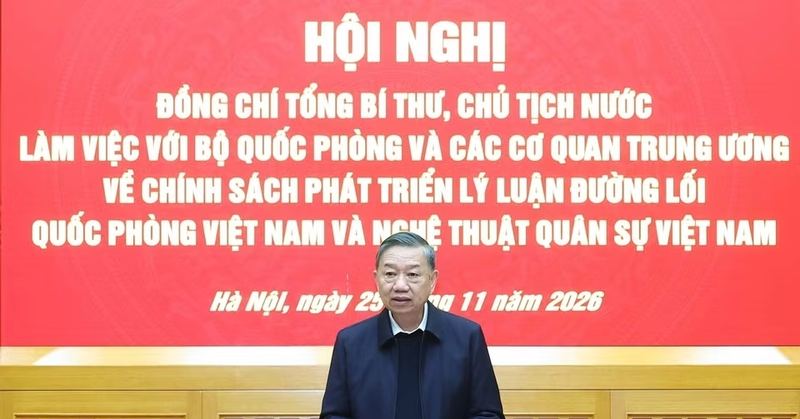 HỘI NGHỊ
ĐỒNG CHÍ TỔNG BÍ THƯ, CHỦ TỊCH NƯỚC
LÀM VIỆC VỚI BỘ QUỐC PHÒNG VÀ CÁC CƠ QUAN TRUNG ƯƠNG
VỀ CHÍNH SÁCH PHÁT TRIỂN LÝ LUẬN ĐƯỜNG LỐI
QUỐC PHÒNG VIỆT NAM VÀ NGHỆ THUẬT QUÂN SỰ VIỆT NAM
Hà Nội, ngày 11 năm 2026